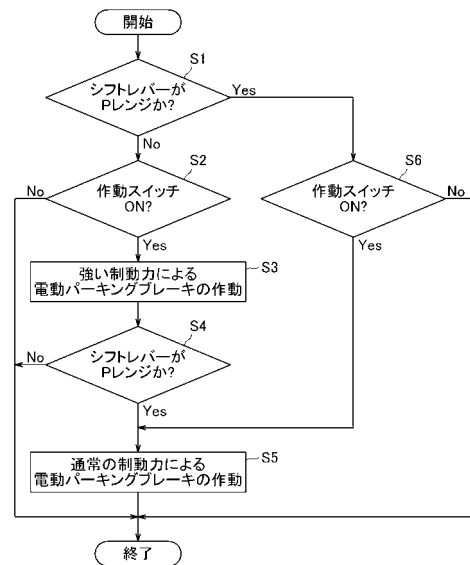 開始
S1
シフトレバーが
Pレンジか?
Yes
No
S2
作動スイッチ
ON?
No
Yes
S6
作動スイッチ
ON?
No
Yes
S3
強い制動力による
電動パーキングブレーキの作動
S4
シフトレバーが
Pレンジか?
No
Yes
S5
通常の制動力による
電動パーキングブレーキの作動
終了